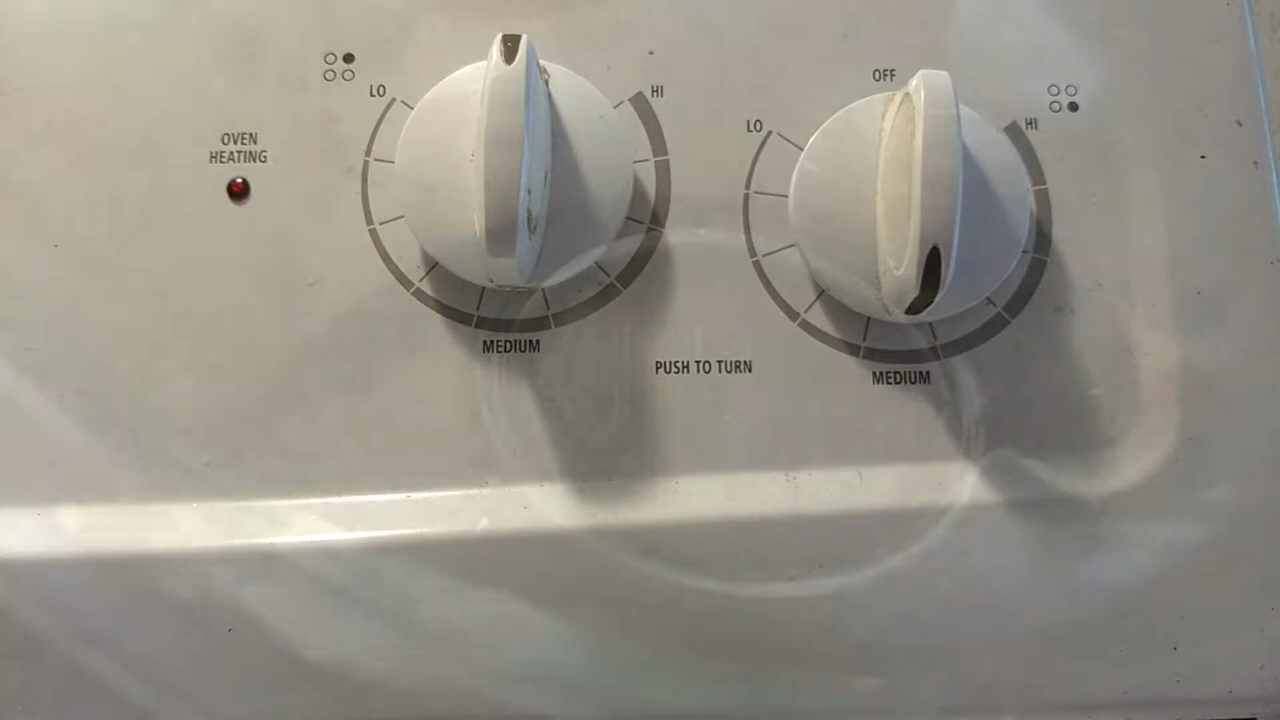 OFF
LO
HI
LO
HI
OVEN
HEATING
MEDIUM
PUSH TO TURN
MEDIUM